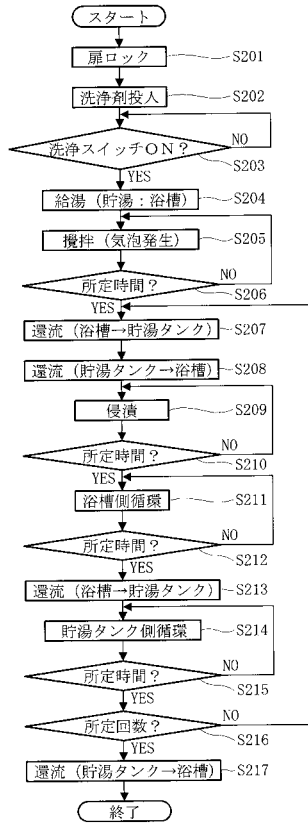 スタート
扉ロック
S201
洗浄剤投入
S202
洗浄スイッチON?
NO
S203
YES
給湯(貯湯:浴槽)
S204
攪拌(気泡発生)
S205
所定時間?
NO
S206
YES
還流(浴槽→貯湯タンク)
S207
還流(貯湯タンク→浴槽)
S208
侵漬
S209
所定時間?
NO
S210
YES
浴槽側循環
S211
所定時間?
NO
S212
YES
還流(浴槽→貯湯タンク)
S213
貯湯タンク側循環
S214
所定時間?
NO
S215
YES
所定回数?
NO
S216
YES
還流(貯湯タンク→浴槽)
S217
終了